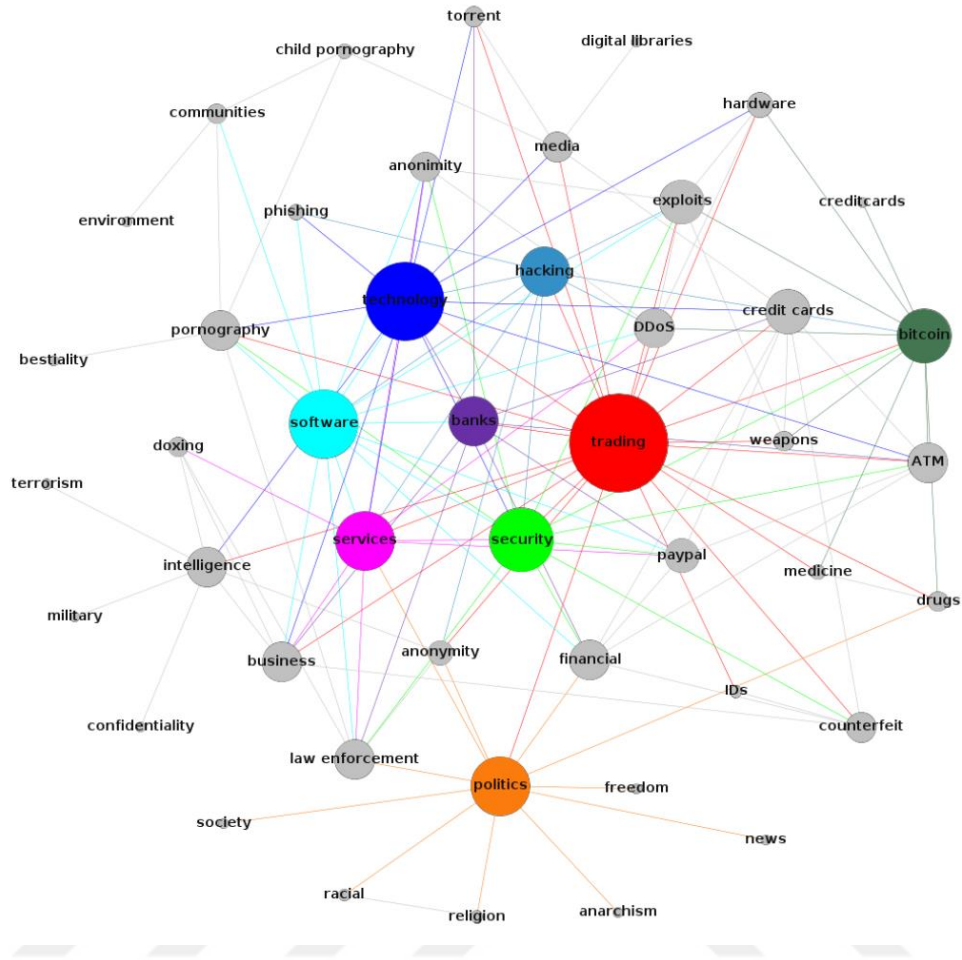 torrent
digital libraries
child pornography
hardware
communities
media
anonimity
exploits
creditcards
phishing
environment
hacking
technology
credit cards
DDoS
pornography
bitcoin
bestiality
software
banks
trading
weapons
doxing
ATM
terrorism
services
security
paypal
intelligence
medicine
drugs
military
anonymity
business
financial
IDs
confidentiality
counterfeit
law enforcement
politics
freedom
society
news
racial
religion
anarchism